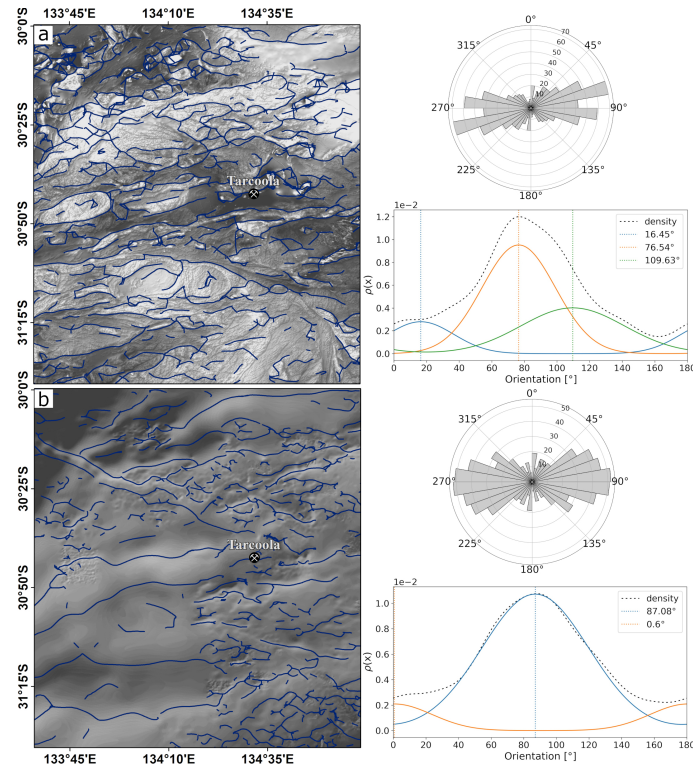 133°45'E 134°10'E 134°35'E
a
30°0'S
30°25'S
30°50'S
31°15'S
Tarcoola
0°
45°
90°
135°
180°
225°
270°
315°
10
20
30
40
50
60
70
1e−2
1.2
1.0
0.8
0.6
0.4
0.2
0.0
ρ(x)
density
16.45°
76.54°
109.63°
0 20 40 60 80 100 120 140 160 180
Orientation [°]
b
30°0'S
30°25'S
30°50'S
31°15'S
Tarcoola
133°45'E 134°10'E 134°35'E
0°
45°
90°
135°
180°
225°
270°
315°
10
20
30
40
50
1e−2
1.0
0.8
0.6
0.4
0.2
0.0
ρ(x)
density
87.08°
0.6°
0 20 40 60 80 100 120 140 160 180
Orientation [°]